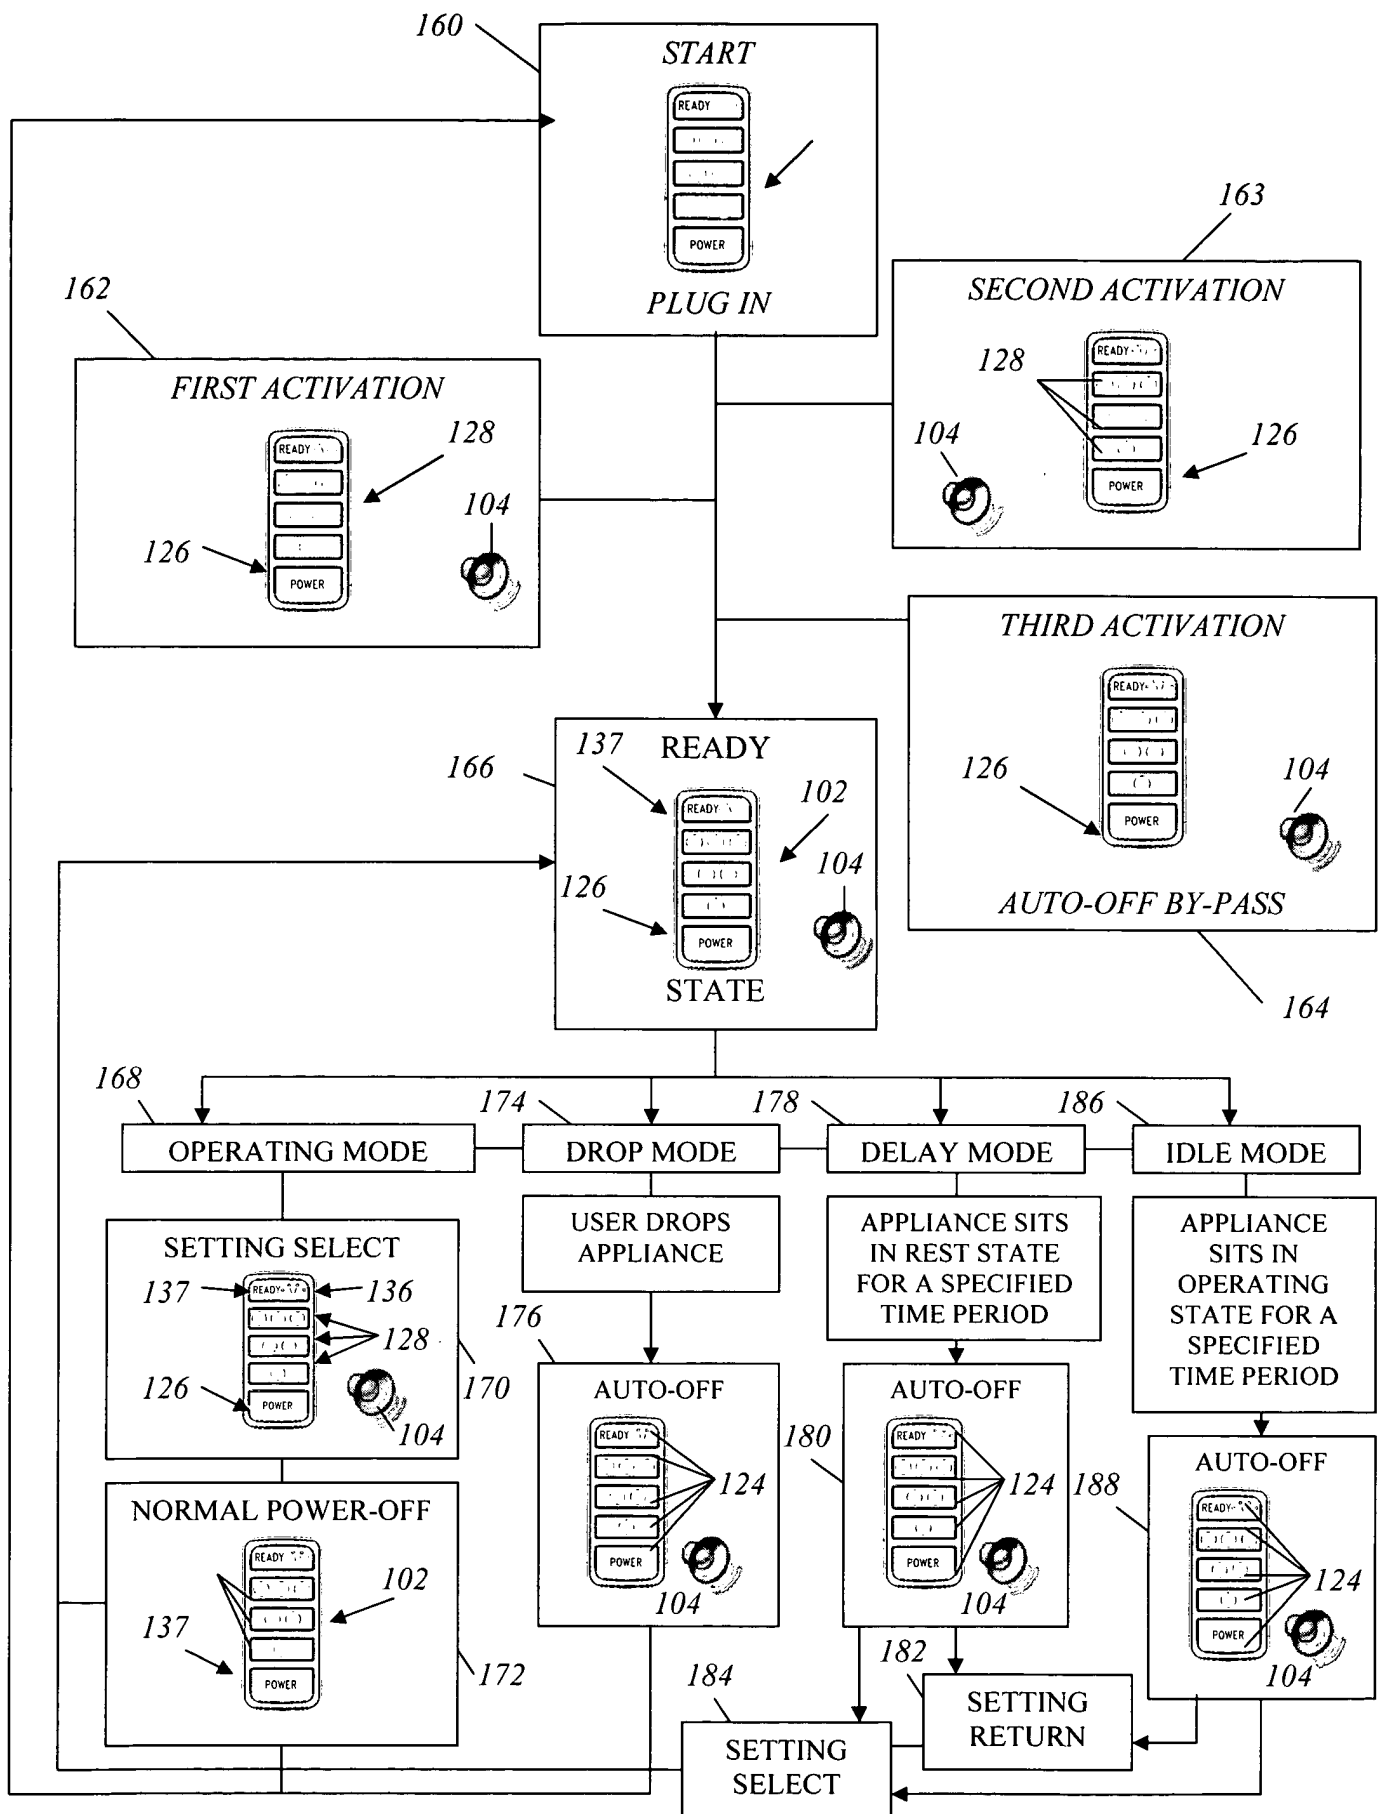 160
START
READY
POWER
PLUG IN
163
SECOND ACTIVATION
READY
128
104
126
POWER
162
FIRST ACTIVATION
READY
128
104
126
POWER
THIRD ACTIVATION
READY
126
104
POWER
AUTO-OFF BY-PASS
164
READY
137
166
READY
102
104
126
POWER
STATE
168
174
178
186
OPERATING MODE
DROP MODE
DELAY MODE
IDLE MODE
SETTING SELECT
137
READY
136
128
126
POWER
104
170
USER DROPS
APPLIANCE
APPLIANCE SITS
IN REST STATE
FOR A SPECIFIED
TIME PERIOD
APPLIANCE
SITS IN
OPERATING
STATE FOR A
SPECIFIED
TIME PERIOD
176
AUTO-OFF
READY
124
POWER
104
180
AUTO-OFF
READY
124
POWER
104
188
AUTO-OFF
READY
124
POWER
104
NORMAL POWER-OFF
READY
102
137
POWER
172
182
SETTING
RETURN
184
SETTING
SELECT